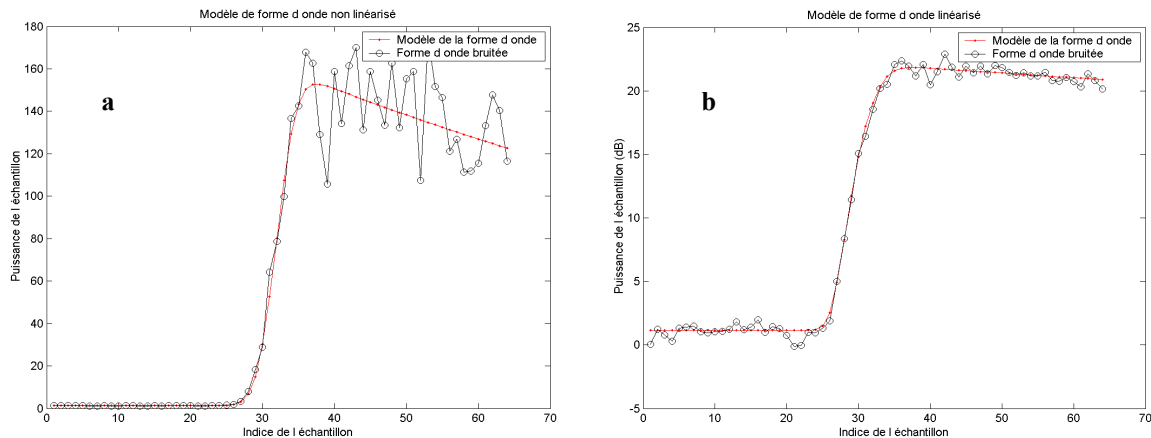 Modèle de forme d onde non linéarisé
180
160
140
120
100
80
60
40
20
0
Puissance de l échantillon
a
Modèle de la forme d onde
Forme d onde bruitée
0
10
20
30
40
50
60
70
Indice de l échantillon
Modèle de forme d onde linéarisé
25
20
15
10
5
0
-5
Puissance de l échantillon (dB)
b
Modèle de la forme d onde
Forme d onde bruitée
0
10
20
30
40
50
60
70
Indice de l échantillon